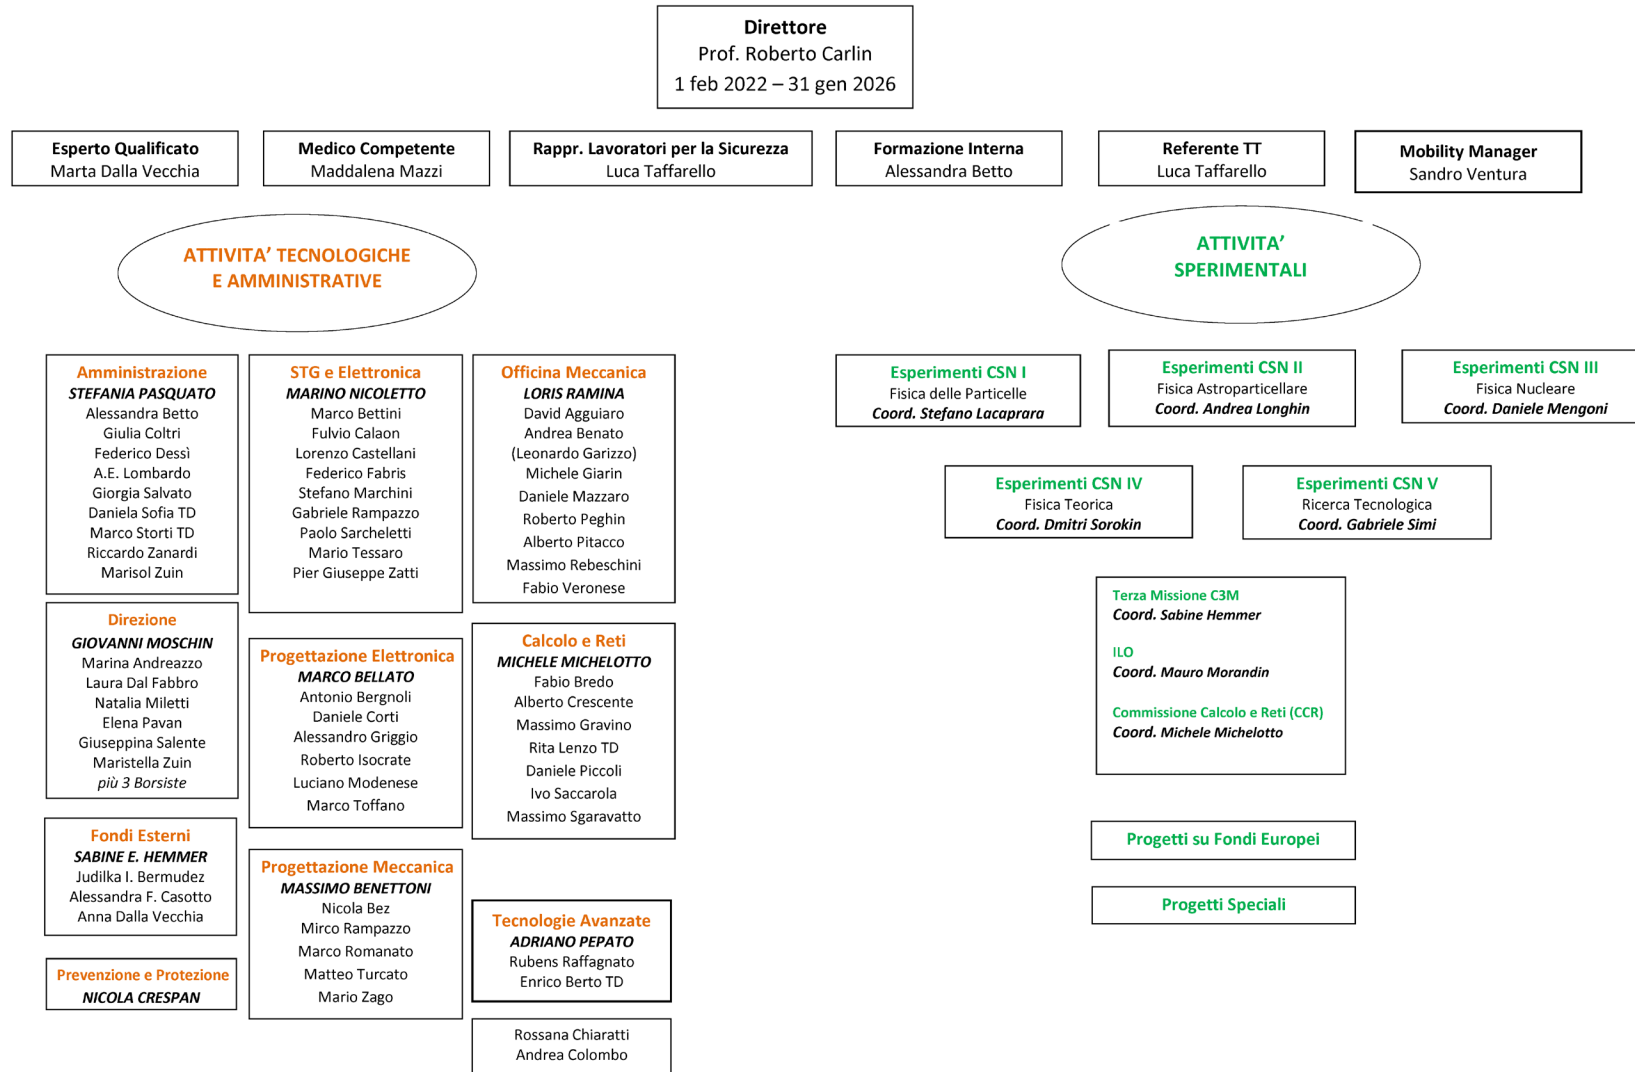 Direttore
Prof. Roberto Carlin
1 feb 2022 – 31 gen 2026
Esperto Qualificato
Marta Dalla Vecchia
Medico Competente
Maddalena Mazzi
Rappr. Lavoratori per la Sicurezza
Luca Taffarello
Formazione Interna
Alessandra Betto
Referente TT
Luca Taffarello
Mobility Manager
Sandro Ventura
ATTIVITA’ TECNOLOGICHE
E AMMINISTRATIVE
ATTIVITA’
SPERIMENTALI
Amministrazione
STEFANIA PASQUATO
Alessandra Betto
Giulia Coltri
Federico Dessì
A.E. Lombardo
Giorgia Salvato
Daniela Sofia TD
Marco Storti TD
Riccardo Zanardi
Marisol Zuin
Direzione
GIOVANNI MOSCHIN
Marina Andreazzo
Laura Dal Fabbro
Natalia Miletti
Elena Pavan
Giuseppina Salente
Maristella Zuin
più 3 Borsiste
Fondi Esterni
SABINE E. HEMMER
Judilka I. Bermudez
Alessandra F. Casotto
Anna Dalla Vecchia
Prevenzione e Protezione
NICOLA CRESPAN
STG e Elettronica
MARINO NICOLETTO
Marco Bettini
Fulvio Calaon
Lorenzo Castellani
Federico Fabris
Stefano Marchini
Gabriele Rampazzo
Paolo Sarcheletti
Mario Tessaro
Pier Giuseppe Zatti
Progettazione Elettronica
MARCO BELLATO
Antonio Bergnoli
Daniele Corti
Alessandro Griggio
Roberto Isocrate
Luciano Modenese
Marco Toffano
Progettazione Meccanica
MASSIMO BENETTONI
Nicola Bez
Mirco Rampazzo
Marco Romanato
Matteo Turcato
Mario Zago
Officina Meccanica
LORIS RAMINA
David Agguiaro
Andrea Benato
(Leonardo Garizzo)
Michele Giarin
Daniele Mazzaro
Roberto Peghin
Alberto Pitacco
Massimo Rebeschini
Fabio Veronese
Calcolo e Reti
MICHELE MICHELOTTO
Fabio Bredo
Alberto Crescente
Massimo Gravino
Rita Lenzo TD
Daniele Piccoli
Ivo Saccarola
Massimo Sgaravatto
Tecnologie Avanzate
ADRIANO PEPATO
Rubens Raffagnato
Enrico Berto TD
Rossana Chiaratti
Andrea Colombo
Esperimenti CSN I
Fisica delle Particelle
Coord. Stefano Lacaprara
Esperimenti CSN II
Fisica Astroparticellare
Coord. Andrea Longhin
Esperimenti CSN III
Fisica Nucleare
Coord. Daniele Mengoni
Esperimenti CSN IV
Fisica Teorica
Coord. Dmitri Sorokin
Esperimenti CSN V
Ricerca Tecnologica
Coord. Gabriele Simi
Terza Missione C3M
Coord. Sabine Hemmer
ILO
Coord. Mauro Morandin
Commissione Calcolo e Reti (CCR)
Coord. Michele Michelotto
Progetti su Fondi Europei
Progetti Speciali